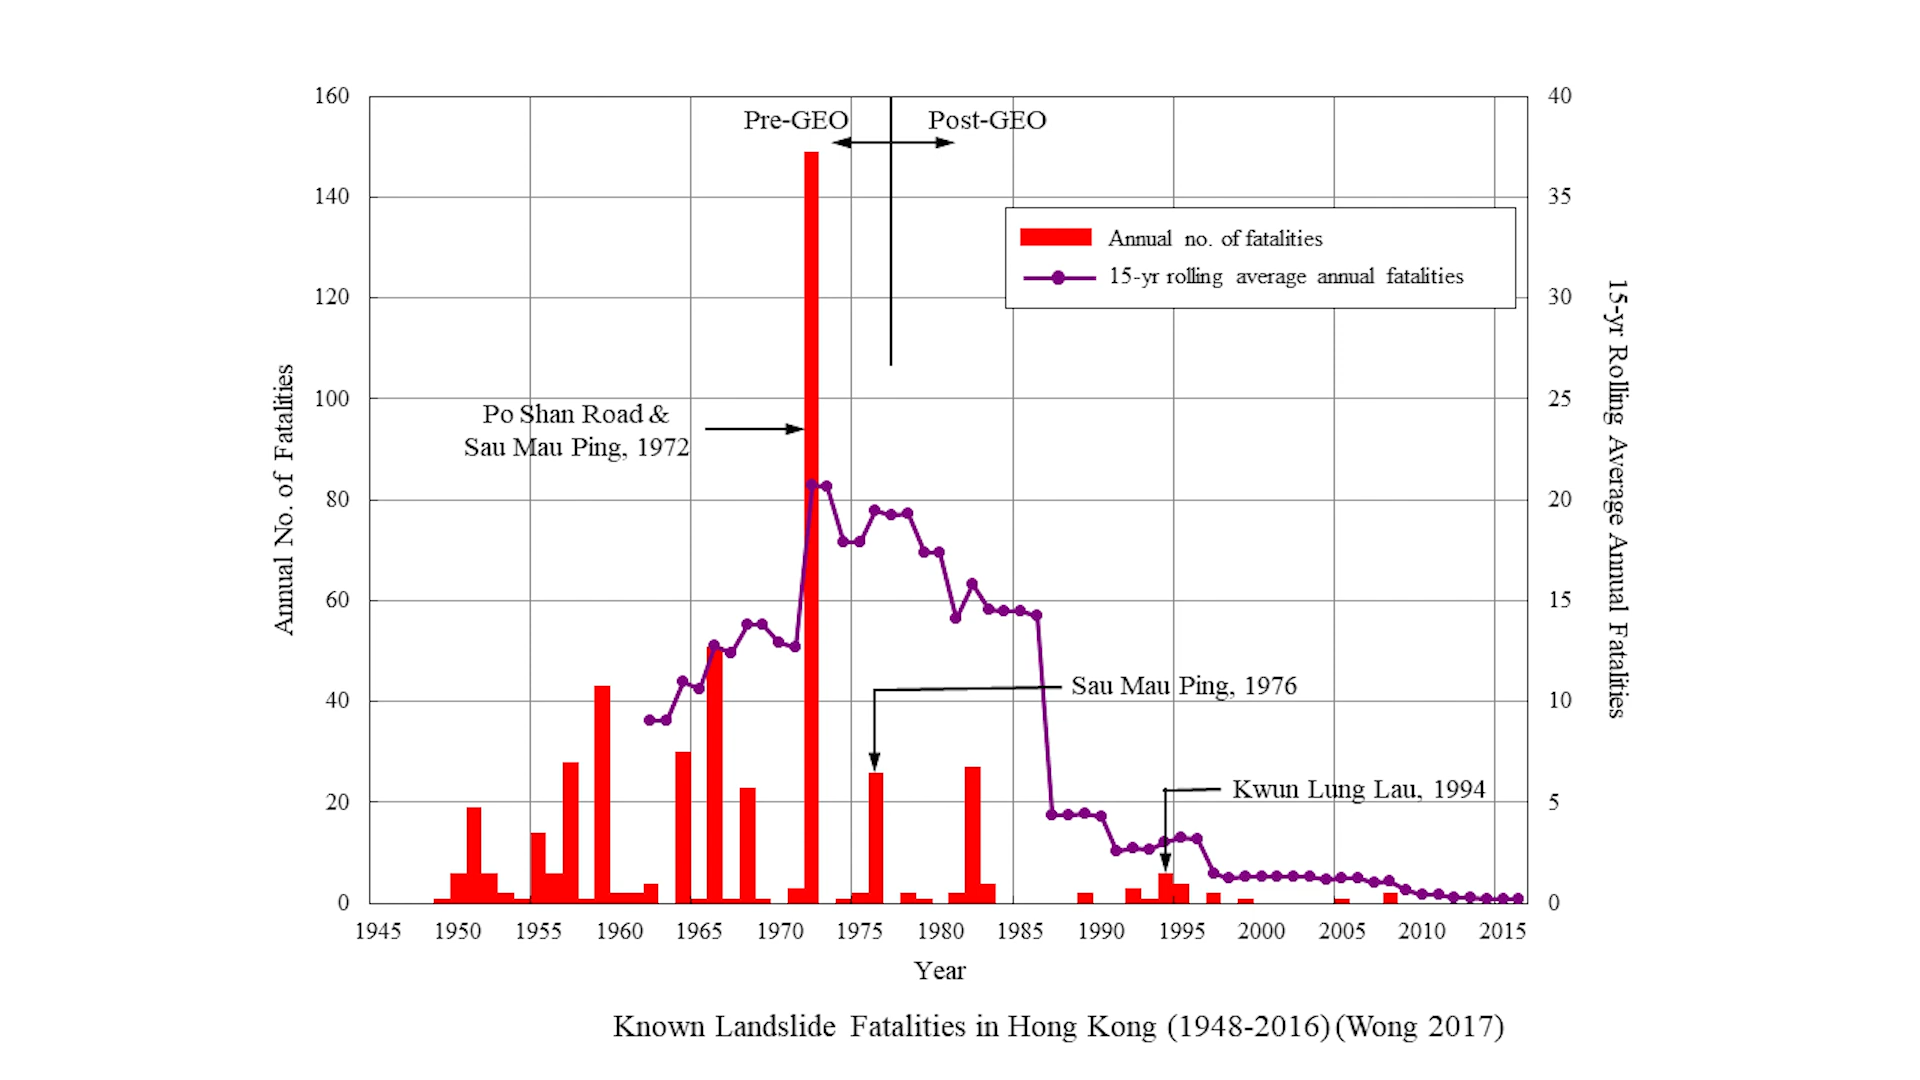 160
140
120
100
80
60
40
20
0
Annual No. of Fatalities
40
35
30
25
20
15
10
5
0
15-yr Rolling Average Annual Fatalities
Pre-GEO
Post-GEO
Annual no. of fatalities
15-yr rolling average annual fatalities
Po Shan Road &
Sau Mau Ping, 1972
Sau Mau Ping, 1976
Kwun Lung Lau, 1994
1945 1950 1955 1960 1965 1970 1975 1980 1985 1990 1995 2000 2005 2010 2015
Year
Known Landslide Fatalities in Hong Kong (1948-2016) (Wong 2017)